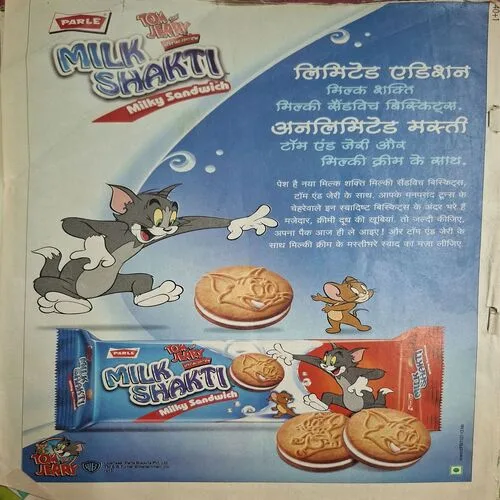 PARLE
TOM and JERRY
MILK
SHAKTI
Milky Sandwich
लिमिटेड एडिशन
मिल्क शक्ति
मिल्की सैंडविच बिस्किट्स.
अनलिमिटेड मस्ती
टॉम एंड जेरी और
मिल्की क्रीम के साथ.
पेश है नया मिल्क शक्ति मिल्की सैंडविच बिस्किट्स,
टॉम एंड जेरी के साथ. आपके मनपसंद टून्स के
चेहरेवाले इन स्वादिष्ट बिस्किट्स के अंदर भरे हैं
मज़ेदार, क्रीमी दूध की खूबियां. तो जल्दी कीजिए,
अपना पैक आज ही ले आइए! और टॉम एंड जेरी के
साथ मिल्की क्रीम के मस्तीभरे स्वाद का मज़ा लीजिए.
PARLE
TOM and JERRY
MILK
SHAKTI
Milky Sandwich
TOM and
JERRY